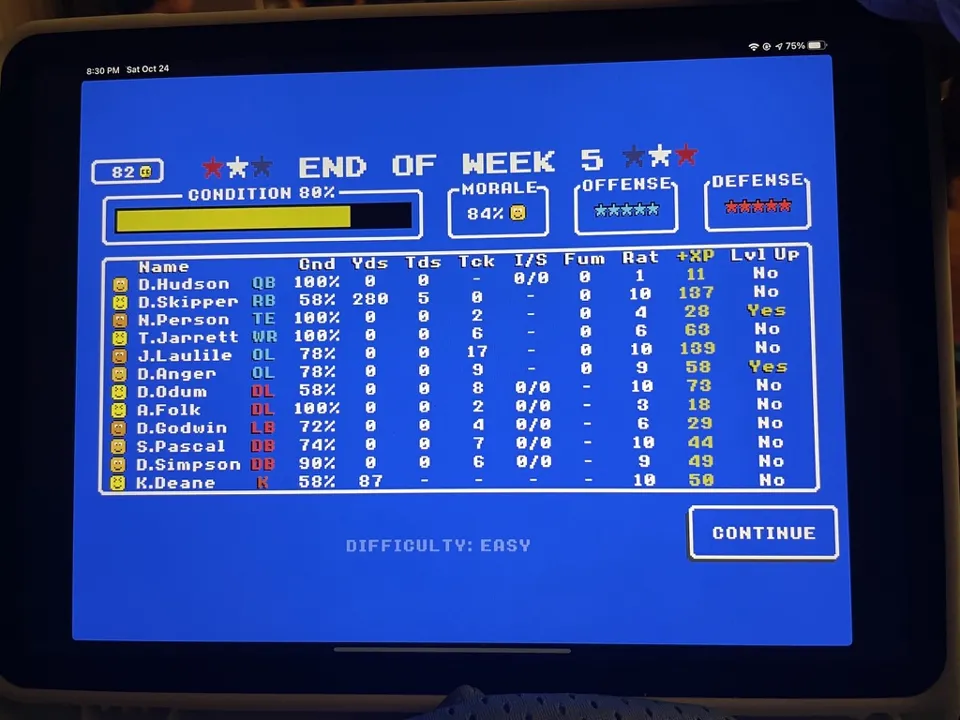 8:30 PM Sat Oct 24
75%
82
END OF WEEK 5
CONDITION 80%
MORALE
84%
OFFENSE
DEFENSE
Name Cnd Yds Tds Tck I/S Fum Rat +XP Lvl Up
D.Hudson QB 100% 0 0 - 0/0 0 1 11 No
D.Skipper RB 58% 280 5 0 - 0 10 137 No
N.Person TE 100% 0 0 2 - 0 4 28 Yes
T.Jarrett WR 100% 0 0 6 - 0 6 63 No
J.Laulile OL 78% 0 0 17 - 0 10 139 No
D.Anger OL 78% 0 0 9 - 0 9 58 Yes
D.Odum DL 58% 0 0 8 0/0 - 10 73 No
A.Folk DL 100% 0 0 2 0/0 - 3 18 No
D.Godwin LB 72% 0 0 4 0/0 - 6 29 No
S.Pascal DB 74% 0 0 7 0/0 - 10 44 No
D.Simpson DB 90% 0 0 6 0/0 - 9 49 No
K.Deane K 58% 87 - - - - 10 50 No
DIFFICULTY: EASY
CONTINUE